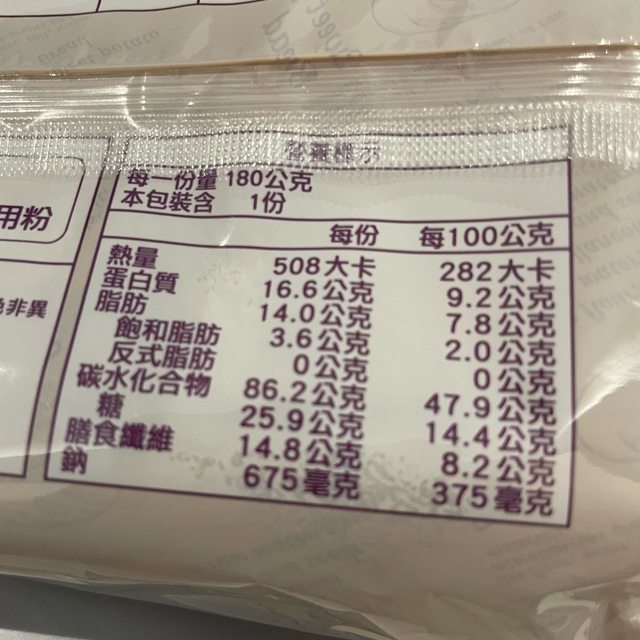 sweet potato
用粉
色非異
營養標示
每一份量 180公克
本包裝含 1份
每份 每100公克
熱量 508大卡 282大卡
蛋白質 16.6公克 9.2公克
脂肪 14.0公克 7.8公克
飽和脂肪 3.6公克 2.0公克
反式脂肪 0公克 0公克
碳水化合物 86.2公克 47.9公克
糖 25.9公克 14.4公克
膳食纖維 14.8公克 8.2公克
鈉 675毫克 375毫克